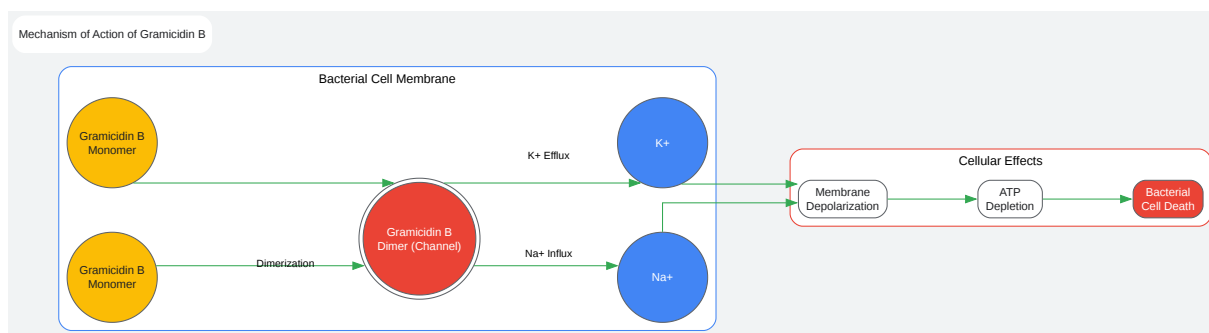 Mechanism of Action of Gramicidin B
Bacterial Cell Membrane
Gramicidin B
Monomer
K+ Efflux
K+
Gramicidin B
Dimer (Channel)
Gramicidin B
Monomer
Dimerization
Na+ Influx
Na+
Cellular Effects
Membrane
Depolarization
ATP
Depletion
Bacterial
Cell Death